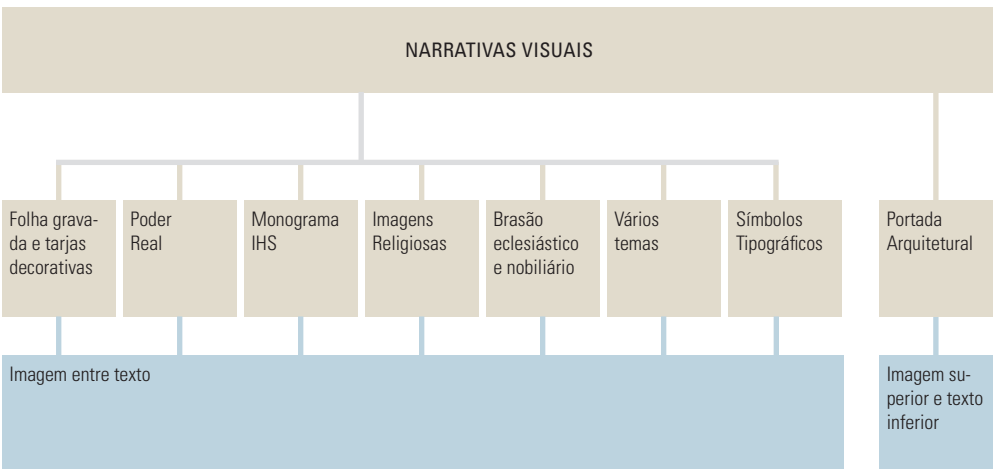 NARRATIVAS VISUAIS
Folha grava-
da e tarjas
decorativas
Poder
Real
Monograma
IHS
Imagens
Religiosas
Brasão
eclesiástico
e nobiliário
Vários
temas
Símbolos
Tipográficos
Portada
Arquitetural
Imagem entre texto
Imagem su-
perior e texto
inferior